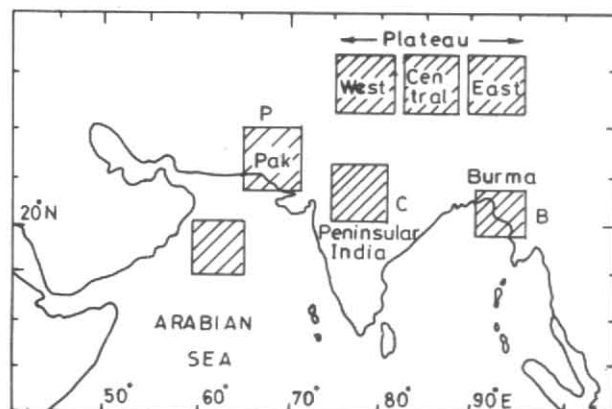 Plateau
West
Cen
tral
East
P
Pak
Burma
C
B
20°N
Peninsular
India
ARABIAN
SEA
50° 60° 70° 80° 90°E